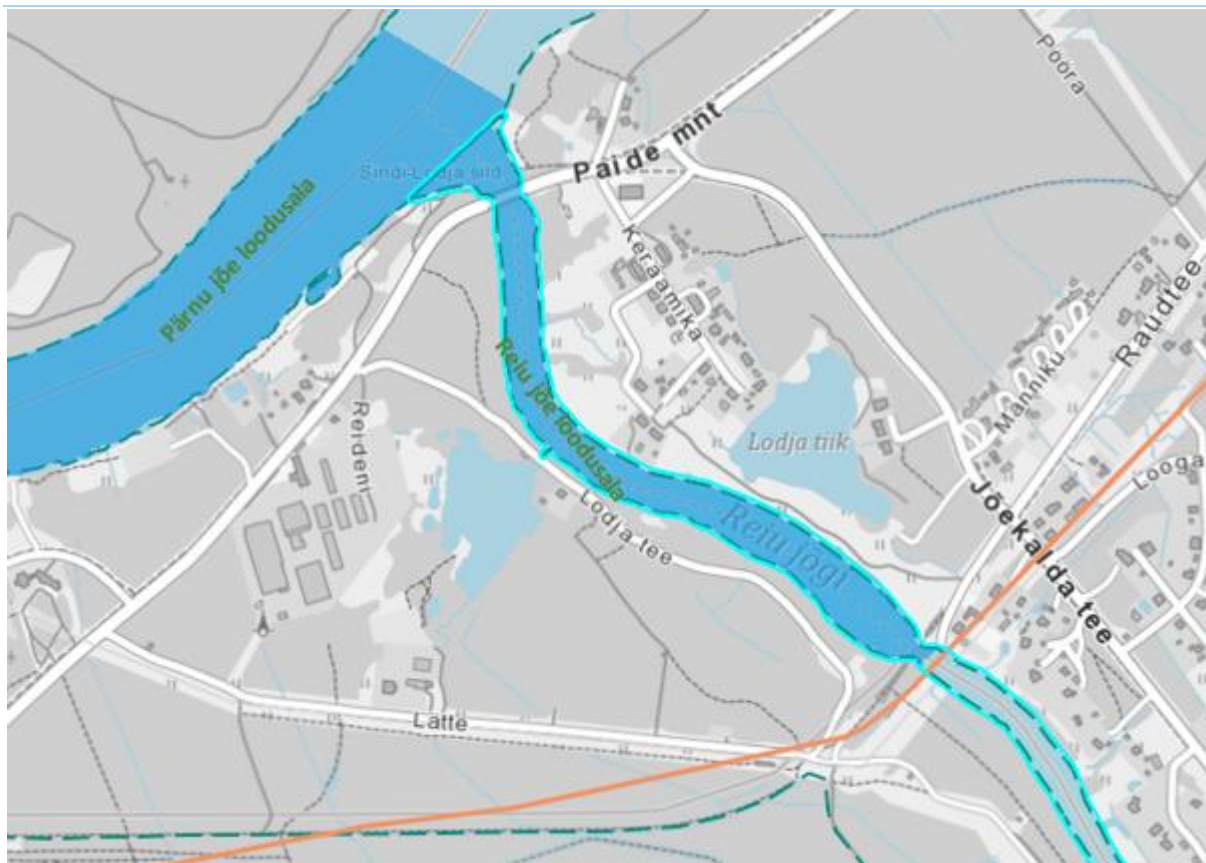 Pööra
Paide mnt
Sindi-Lodja sild
Pärnu jõe loodusala
Keraamika
Raudtee
Männiku
Reiu jõe loodusala
Lodja tiik
Reideni
Looga
Jõekalda tee
Lodja tee
Reiu jõgi
Latte